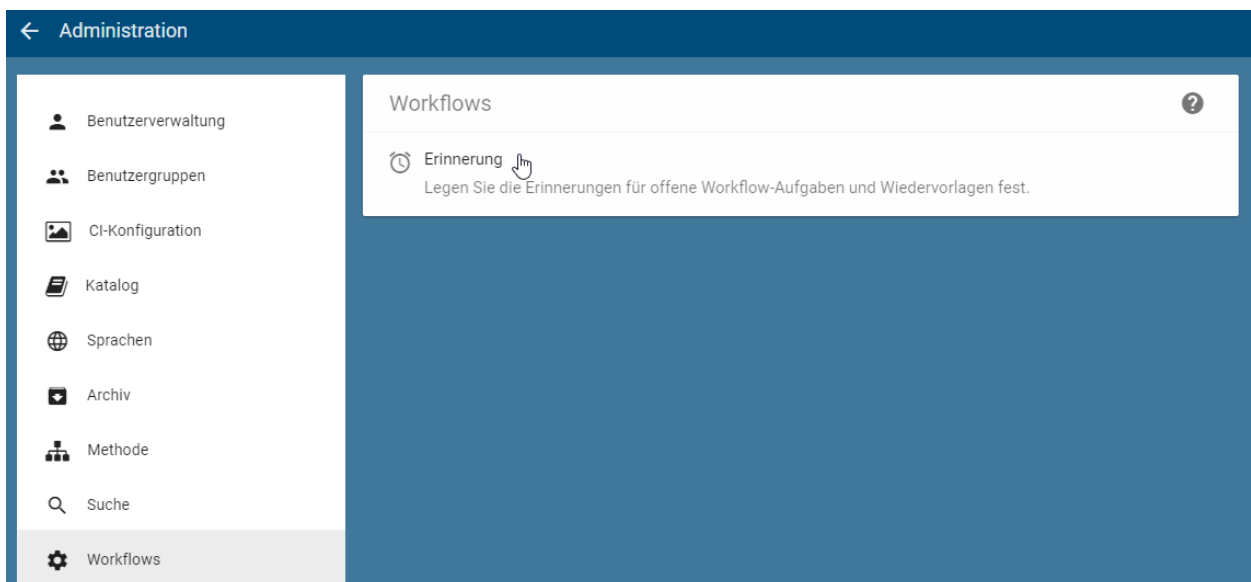 Administration
Benutzerverwaltung
Benutzergruppen
CI-Konfiguration
Katalog
Sprachen
Archiv
Methode
Suche
Workflows
Workflows
?
Erinnerung
Legen Sie die Erinnerungen für offene Workflow-Aufgaben und Wiedervorlagen fest.